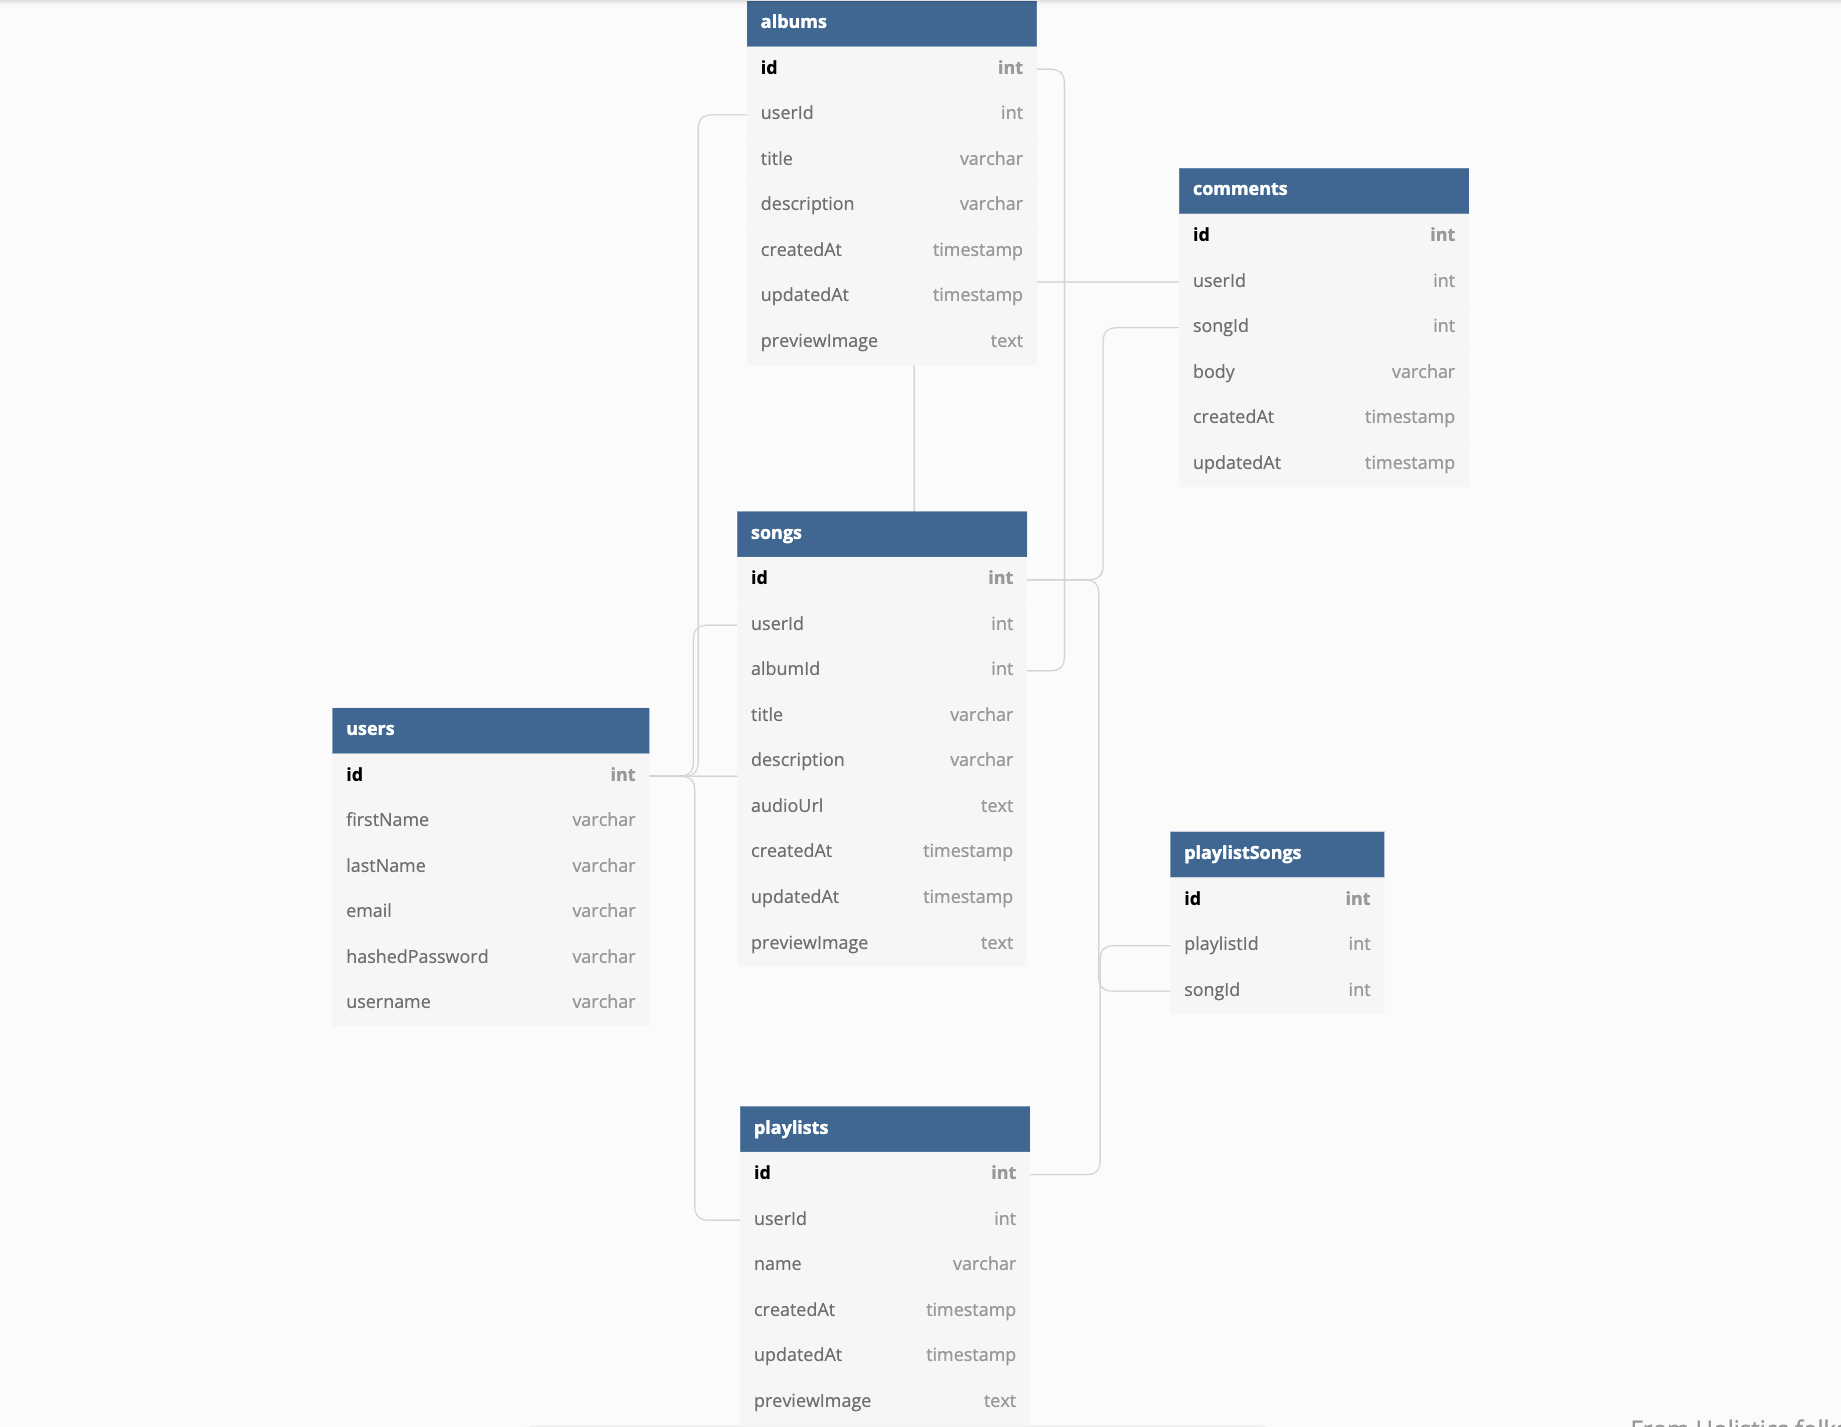 albums
id int
userId int
title varchar
description varchar
createdAt timestamp
updatedAt timestamp
previewImage text
comments
id int
userId int
songId int
body varchar
createdAt timestamp
updatedAt timestamp
songs
id int
userId int
albumId int
title varchar
description varchar
audioUrl text
createdAt timestamp
updatedAt timestamp
previewImage text
users
id int
firstName varchar
lastName varchar
email varchar
hashedPassword varchar
username varchar
playlistSongs
id int
playlistId int
songId int
playlists
id int
userId int
name varchar
createdAt timestamp
updatedAt timestamp
previewImage text
From Holistics